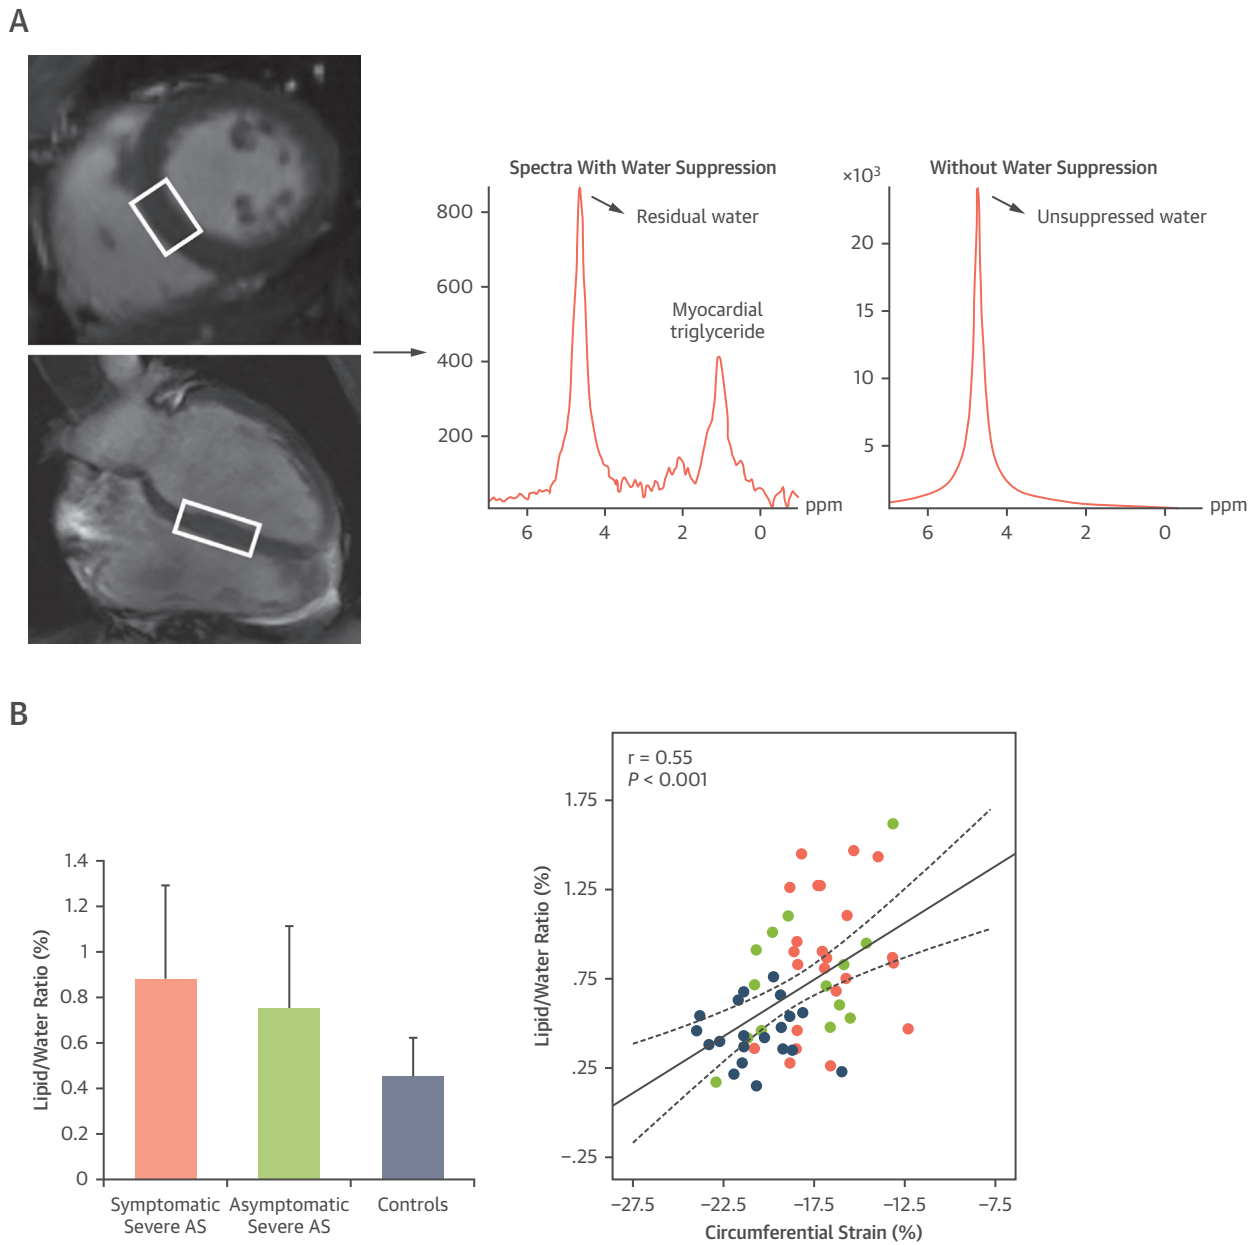 A
Spectra With Water Suppression
800
600
400
200
Residual water
Myocardial
triglyceride
6
4
2
0
ppm
Without Water Suppression
×10³
20
15
10
5
Unsuppressed water
6
4
2
0
ppm
B
Lipid/Water Ratio (%)
1.4
1.2
1
0.8
0.6
0.4
0.2
0
Symptomatic
Severe AS
Asymptomatic
Severe AS
Controls
r = 0.55
P < 0.001
Lipid/Water Ratio (%)
1.75
1.25
.75
.25
−.25
−27.5
−22.5
−17.5
−12.5
−7.5
Circumferential Strain (%)